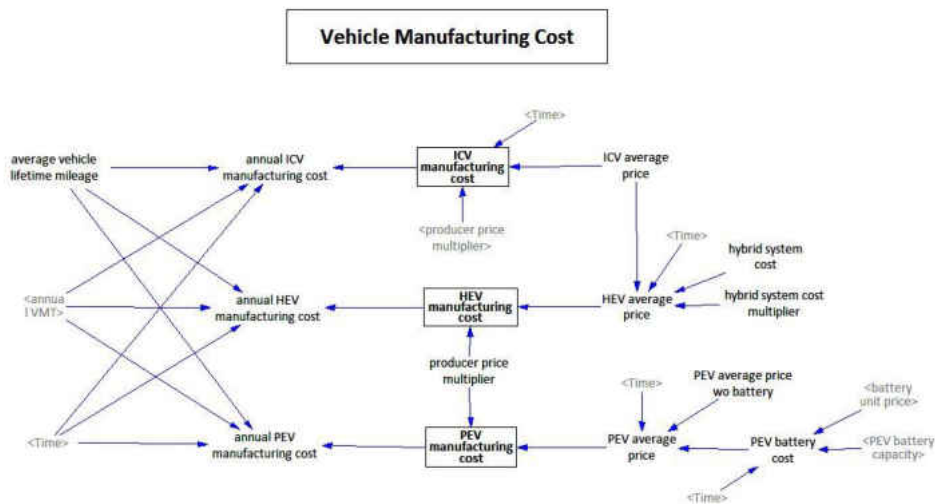 Vehicle Manufacturing Cost
<Time>
average vehicle
lifetime mileage
annual ICV
manufacturing cost
ICV
manufacturing
cost
ICV average
price
<producer price
multiplier>
<Time>
hybrid system
cost
<annua
l VMT>
annual HEV
manufacturing cost
HEV
manufacturing
cost
HEV average
price
hybrid system cost
multiplier
producer price
multiplier
<Time>
PEV average price
wo battery
<battery
unit price>
<Time>
annual PEV
manufacturing cost
PEV
manufacturing
cost
PEV average
price
PEV battery
cost
<PEV battery
capacity>
<Time>